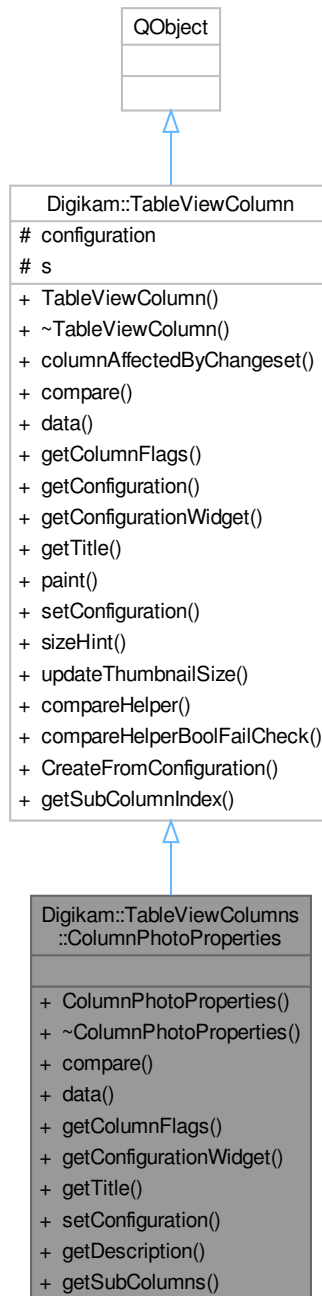 QObject
Digikam::TableViewColumn
# configuration
# s
+ TableViewColumn()
+ ~TableViewColumn()
+ columnAffectedByChangeset()
+ compare()
+ data()
+ getColumnFlags()
+ getConfiguration()
+ getConfigurationWidget()
+ getTitle()
+ paint()
+ setConfiguration()
+ sizeHint()
+ updateThumbnailSize()
+ compareHelper()
+ compareHelperBoolFailCheck()
+ CreateFromConfiguration()
+ getSubColumnIndex()
Digikam::TableViewColumns
::ColumnPhotoProperties
+ ColumnPhotoProperties()
+ ~ColumnPhotoProperties()
+ compare()
+ data()
+ getColumnFlags()
+ getConfigurationWidget()
+ getTitle()
+ setConfiguration()
+ getDescription()
+ getSubColumns()